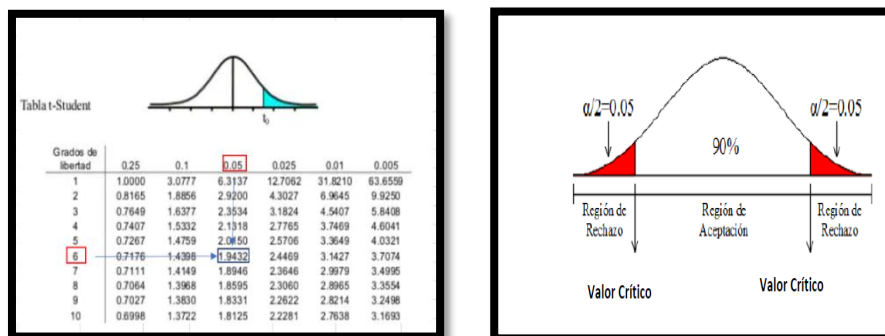 Tabla t-Student
t₀
Grados de
libertad 0.25 0.1 0.05 0.025 0.01 0.005
1 1.0000 3.0777 6.3137 12.7062 31.8210 63.6559
2 0.8165 1.8856 2.9200 4.3027 6.9645 9.9250
3 0.7649 1.6377 2.3534 3.1824 4.5407 5.8408
4 0.7407 1.5332 2.1318 2.7765 3.7469 4.6041
5 0.7267 1.4759 2.0150 2.5706 3.3649 4.0321
6 0.7176 1.4398 1.9432 2.4469 3.1427 3.7074
7 0.7111 1.4149 1.8946 2.3646 2.9979 3.4995
8 0.7064 1.3968 1.8595 2.3060 2.8965 3.3554
9 0.7027 1.3830 1.8331 2.2622 2.8214 3.2498
10 0.6998 1.3722 1.8125 2.2281 2.7638 3.1693
α/2=0.05 α/2=0.05
90%
Región de Región de Región de
Rechazo Aceptación Rechazo
Valor Crítico Valor Crítico